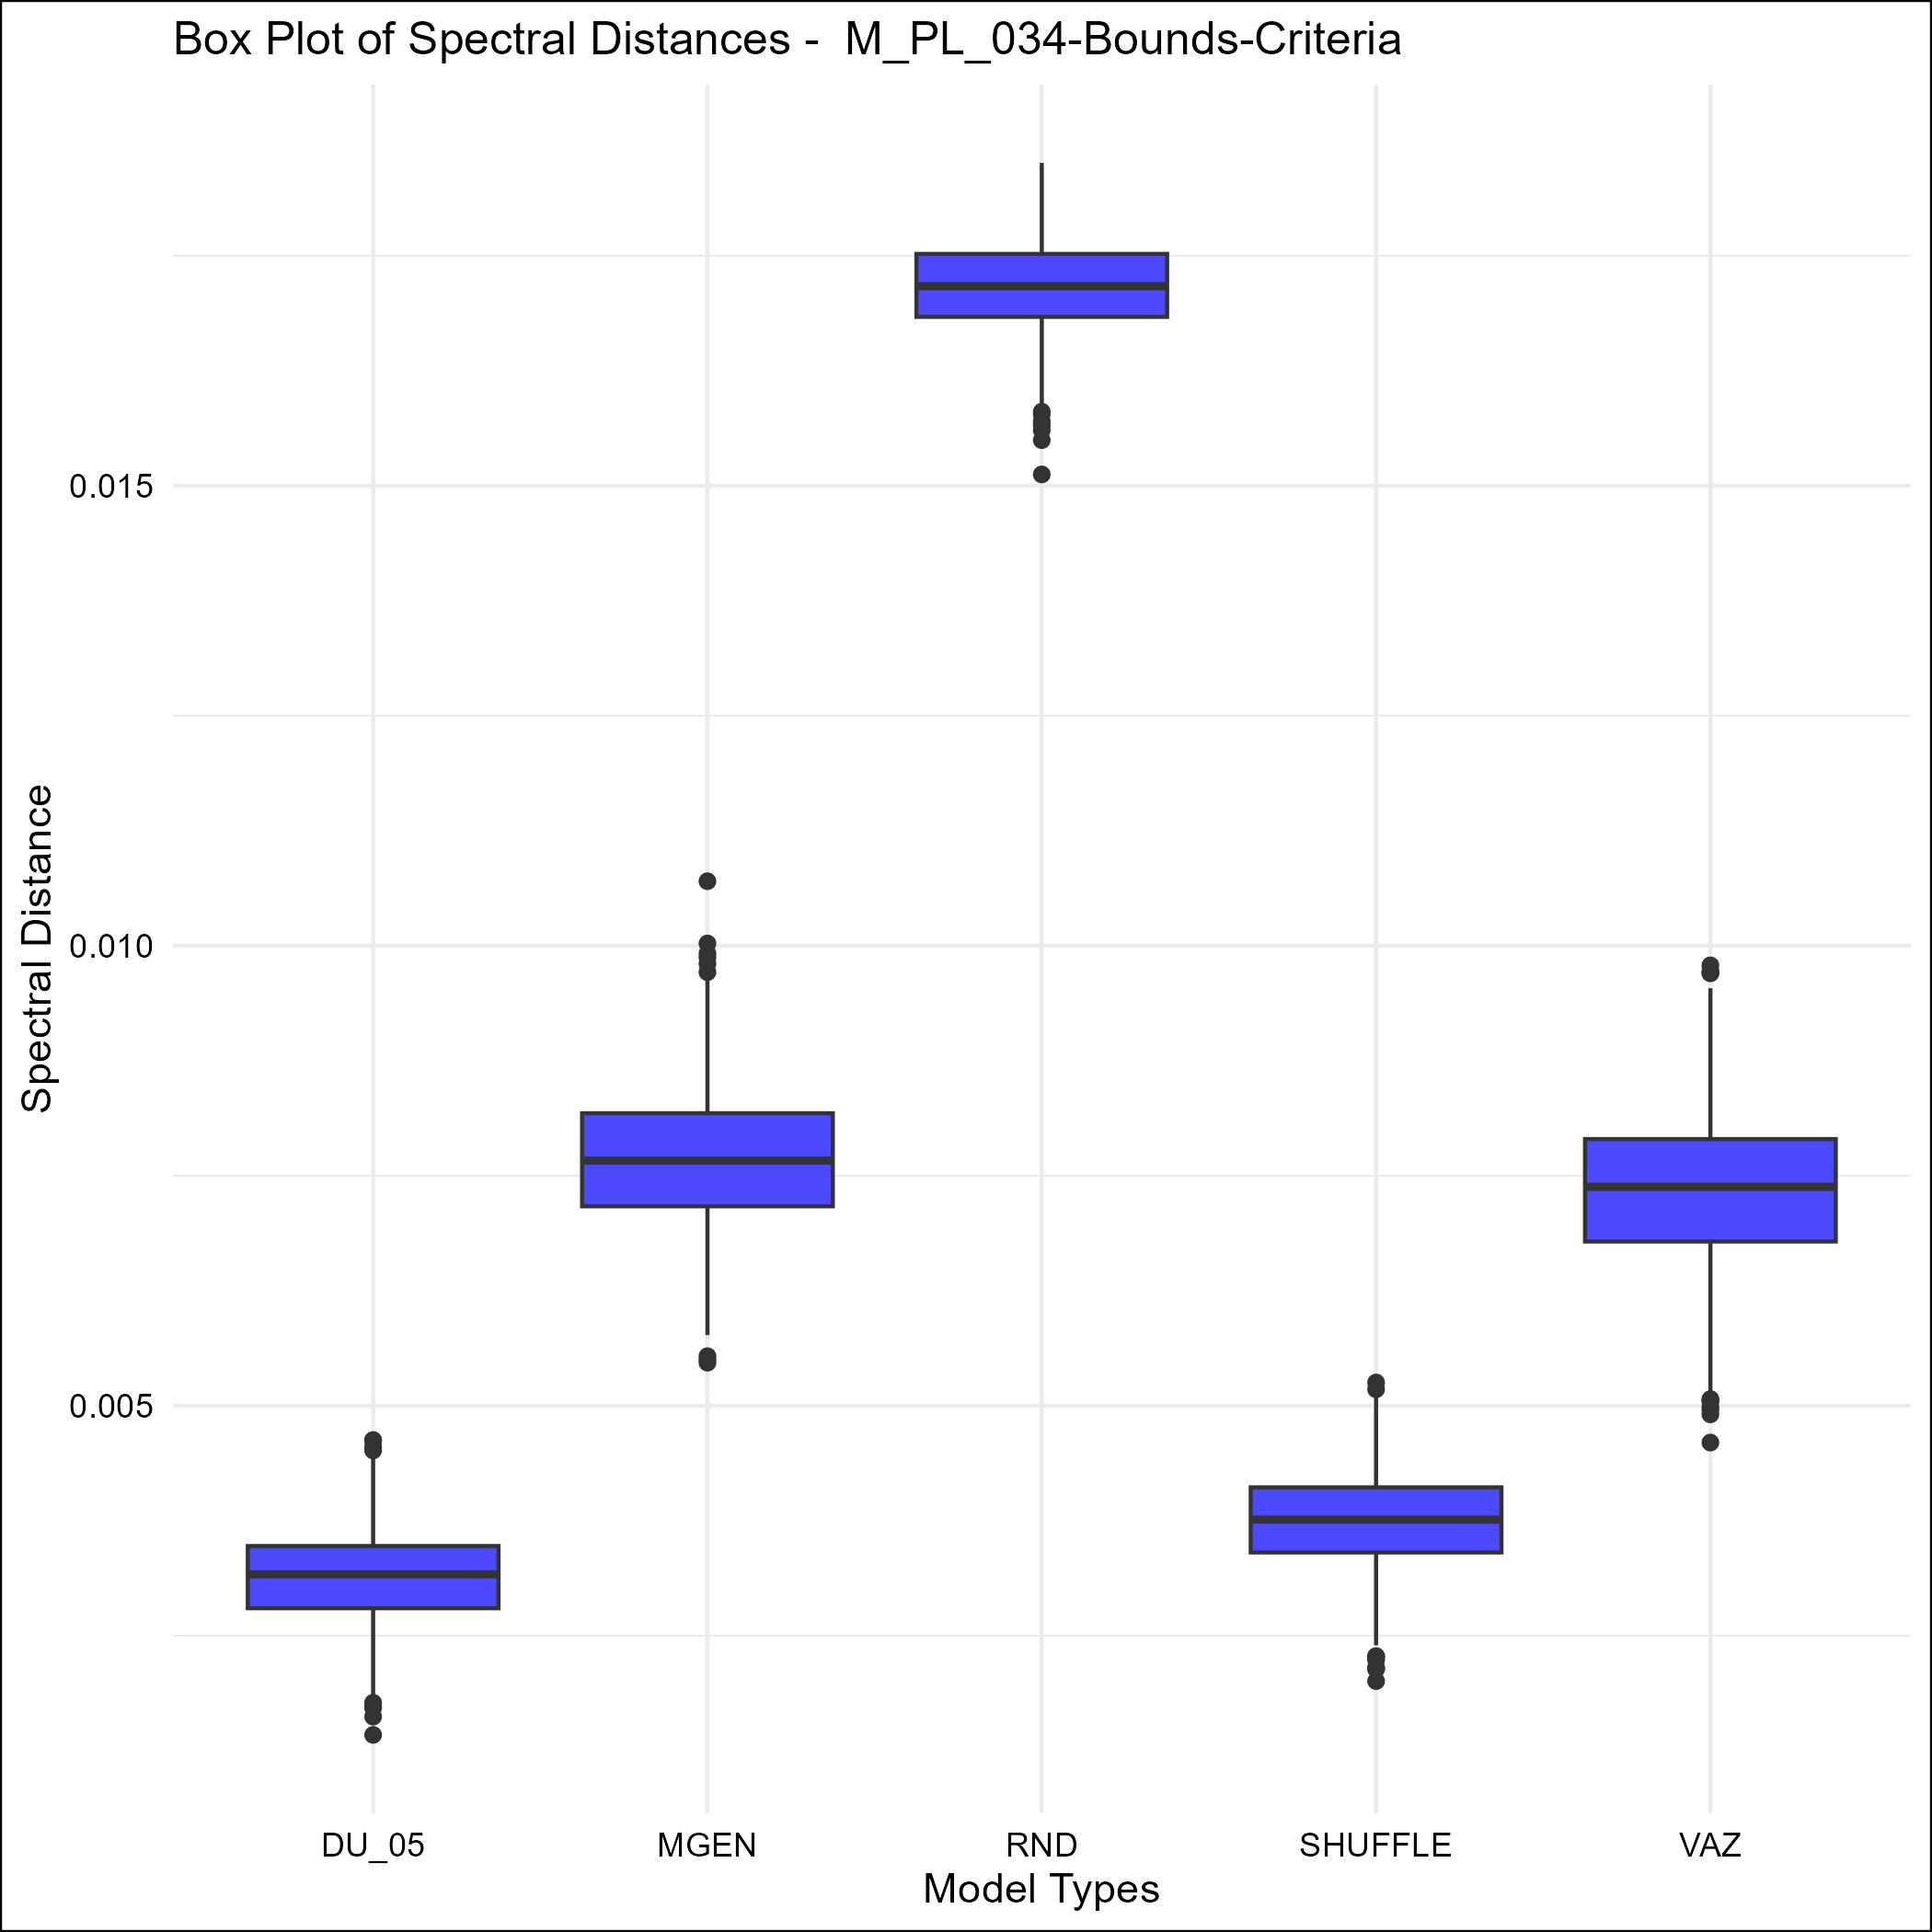 Box Plot of Spectral Distances -  M_PL_034-Bounds-Criteria
Spectral Distance
0.015
0.010
0.005
DU_05 MGEN RND SHUFFLE VAZ
Model Types